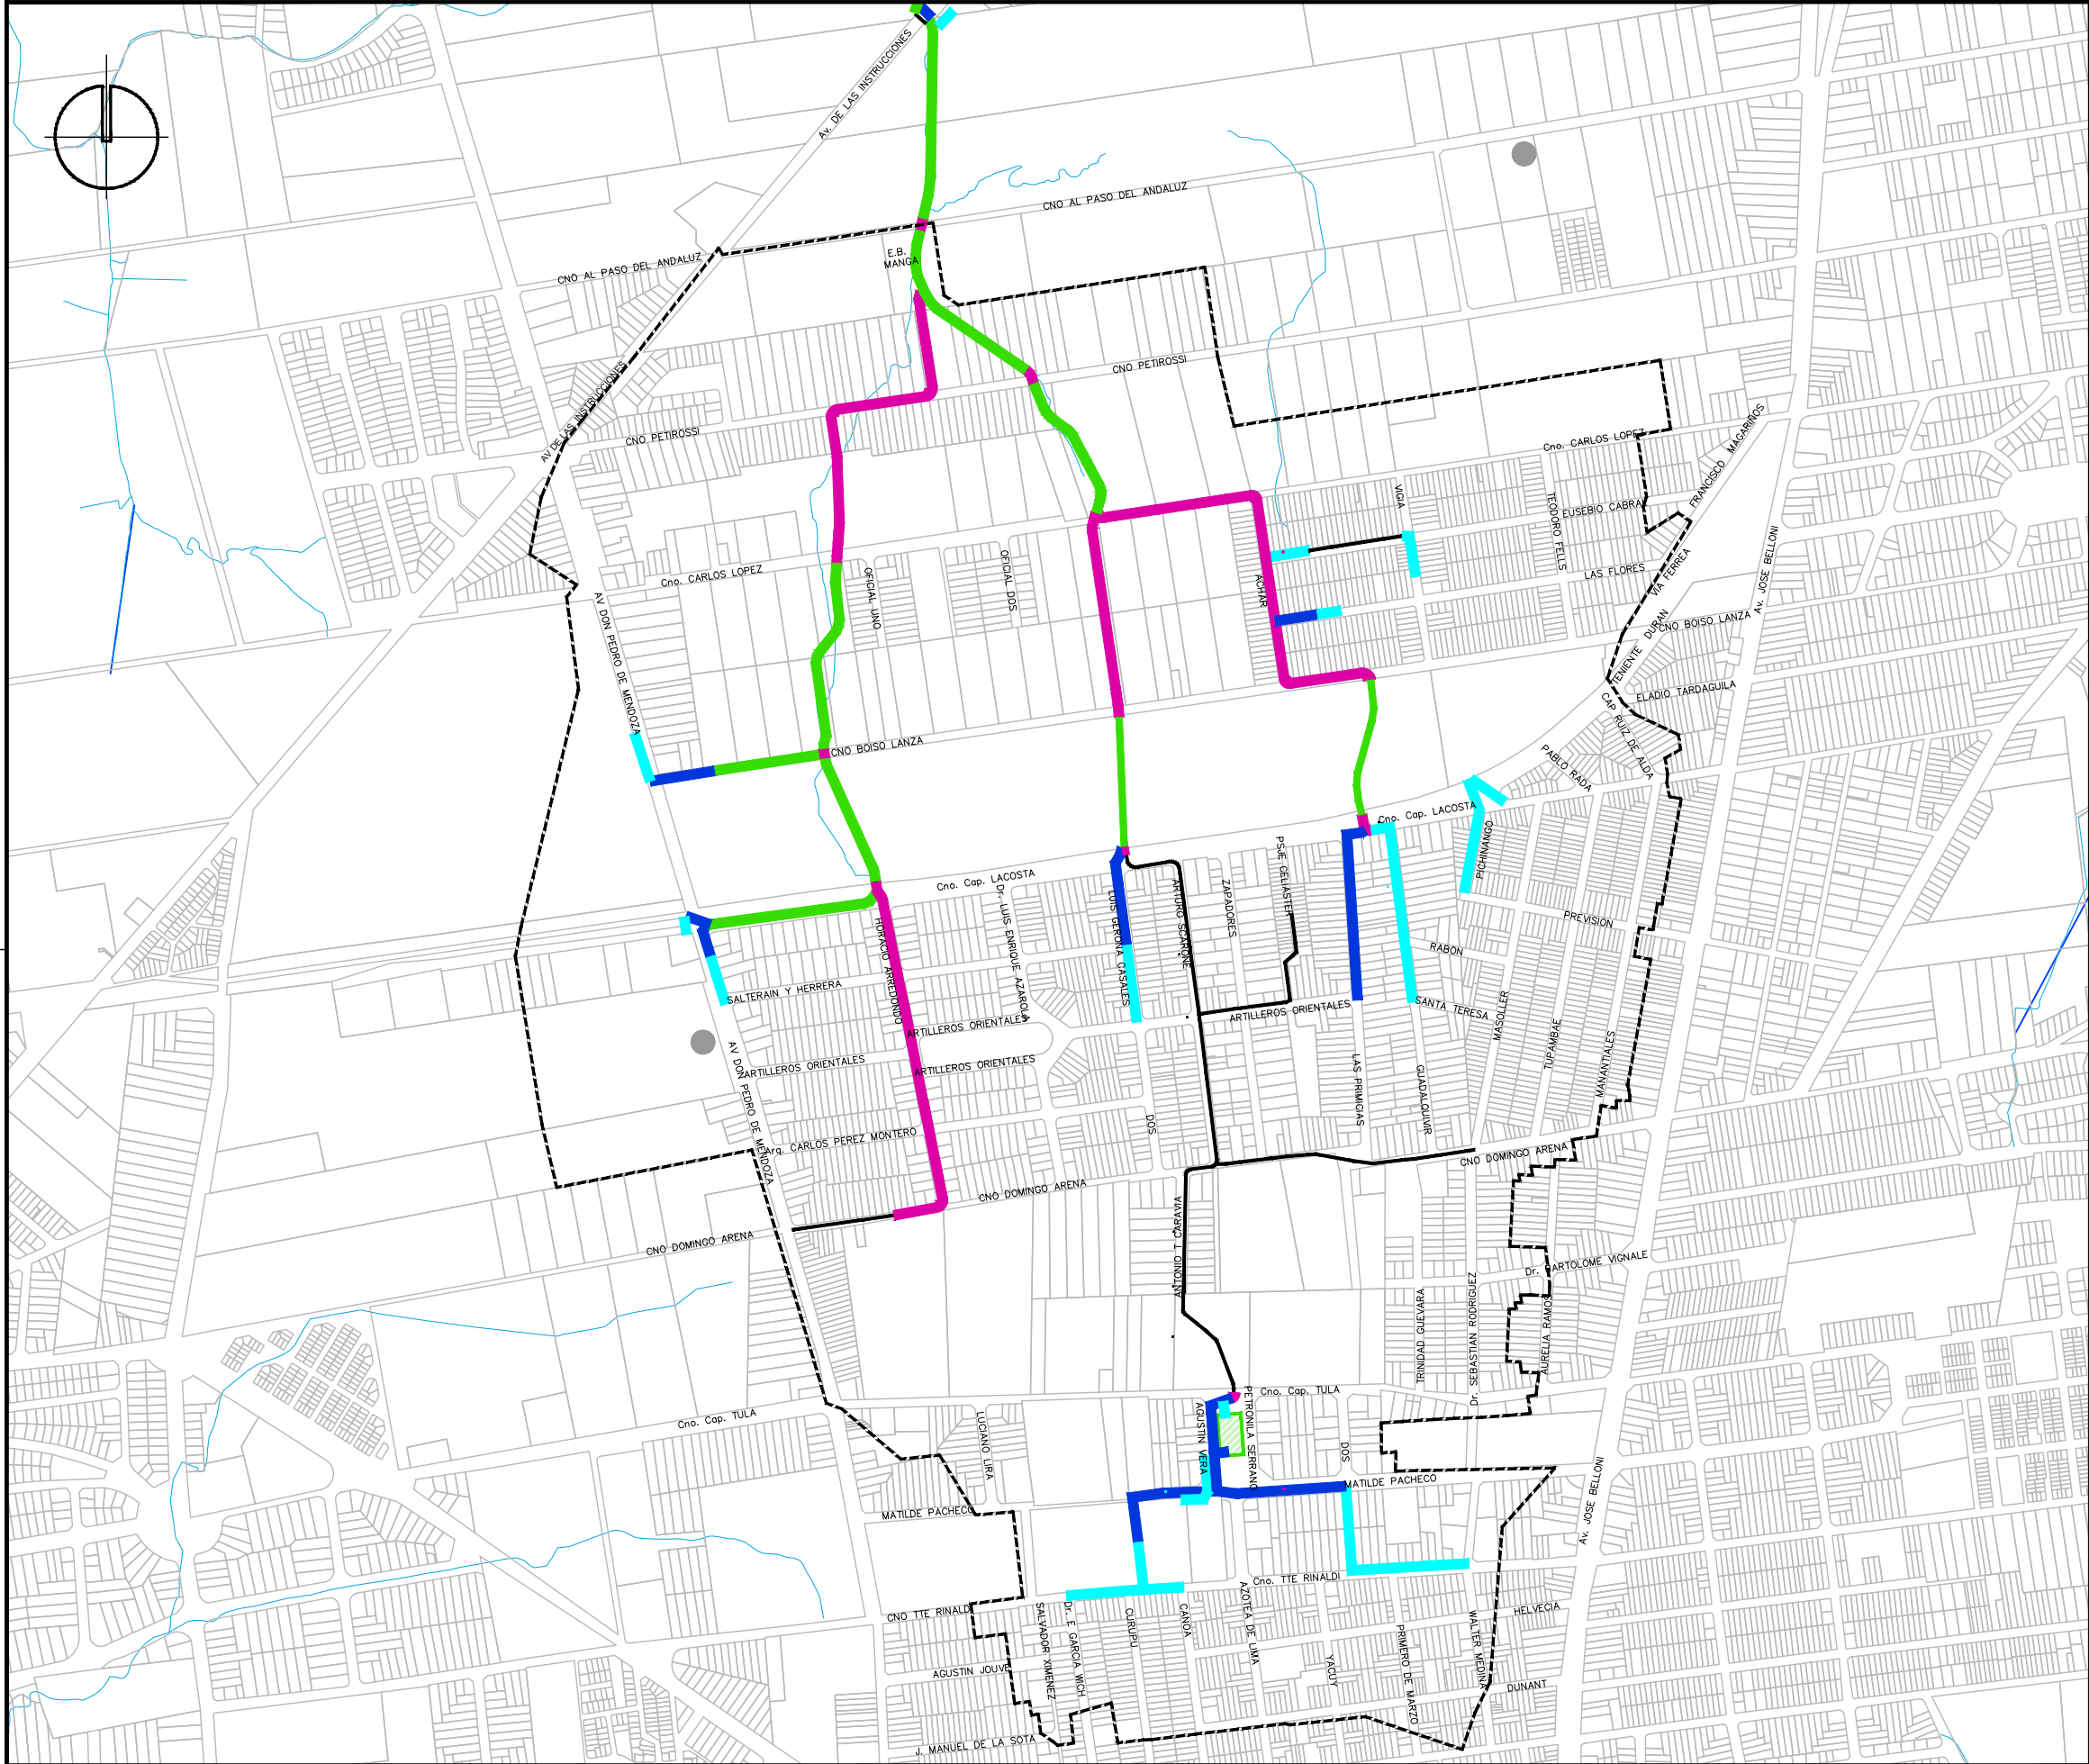 Av. DE LAS INSTRUCCIONES
CNO AL PASO DEL ANDALUZ
E.B.
MANGA
CNO AL PASO DEL ANDALUZ
CNO PETIROSSI
AV DE LAS INSTRUCCIONES
CNO PETIROSSI
Cno. CARLOS LOPEZ
FRANCISCO MAGARIÑOS
VIGIA
TEODORO FELLS
EUSEBIO CABRAL
Av. JOSE BELLONI
VIA FERREA
LAS FLORES
Cno. CARLOS LOPEZ
OFICIAL UNO
OFICIAL DOS
ACHAR
AV DON PEDRO DE MENDOZA
TENIENTE DURAN
CNO BOISO LANZA
ELADIO TARDAGUILA
CAP RUIZ DE ALDA
CNO BOISO LANZA
PABLO RADA
Cno. Cap. LACOSTA
PICHINANGO
PSJE CELIASTER
Cno. Cap. LACOSTA
Dr. LUIS ENRIQUE AZAROLA
LUIS GERONA CASALES
ARTURO SCARONE
ZAPADORES
PREVISION
HORACIO ARREDONDO
RABON
SALTERAIN Y HERRERA
ARTILLEROS ORIENTALES
SANTA TERESA
MASOLLER
ARTILLEROS ORIENTALES
TUPAMBAE
MANANTIALES
ARTILLEROS ORIENTALES
ARTILLEROS ORIENTALES
AV DON PEDRO DE MENDOZA
LAS PRIMICIAS
GUADALQUIVIR
DOS
Arq. CARLOS PEREZ MONTERO
CNO DOMINGO ARENA
CNO DOMINGO ARENA
ANTONIO T CARAVIA
CNO DOMINGO ARENA
Dr. BARTOLOME VIGNALE
TRINIDAD GUEVARA
Dr. SEBASTIAN RODRIGUEZ
AURELIA RAMOS
Cno. Cap. TULA
Cno. Cap. TULA
LUCIANO LIRA
AGUSTIN VERA
PETRONILA SERRANO
DOS
Av. JOSE BELLONI
MATILDE PACHECO
MATILDE PACHECO
Cno. TTE RINALDI
CNO TTE RINALDI
SALVADOR XIMENEZ
Dr. E GARCIA WICH
CURUPU
CANOA
AZOTEA DE LIMA
YACUY
PRIMERO DE MARZO
WALTER MEDINA
HELVECIA
AGUSTIN JOUVE
DUNANT
J. MANUEL DE LA SOTA